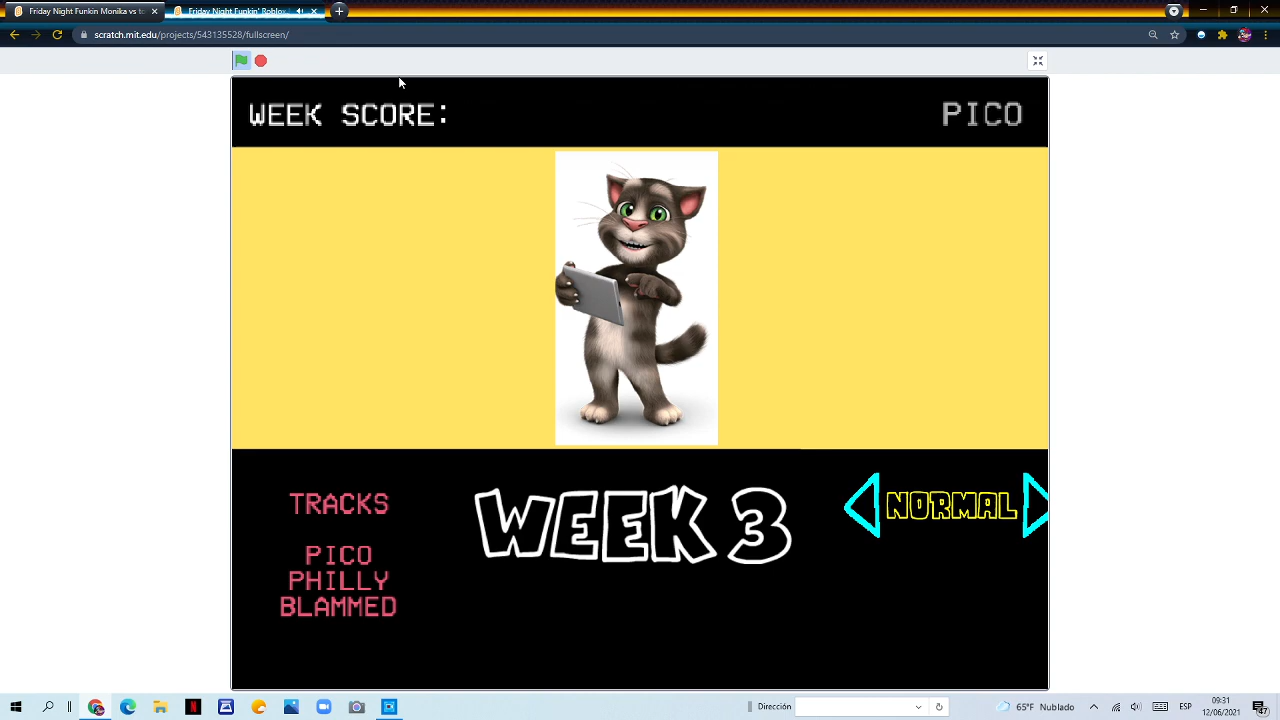 Friday Night Funkin Monika vs to
Friday Night Funkin' Roblox
scratch.mit.edu/projects/543135528/fullscreen/
WEEK SCORE:
PICO
TRACKS
PICO
PHILLY
BLAMMED
WEEK 3
NORMAL
Dirección
65°F Nublado
ESP
09:31
12/06/2021